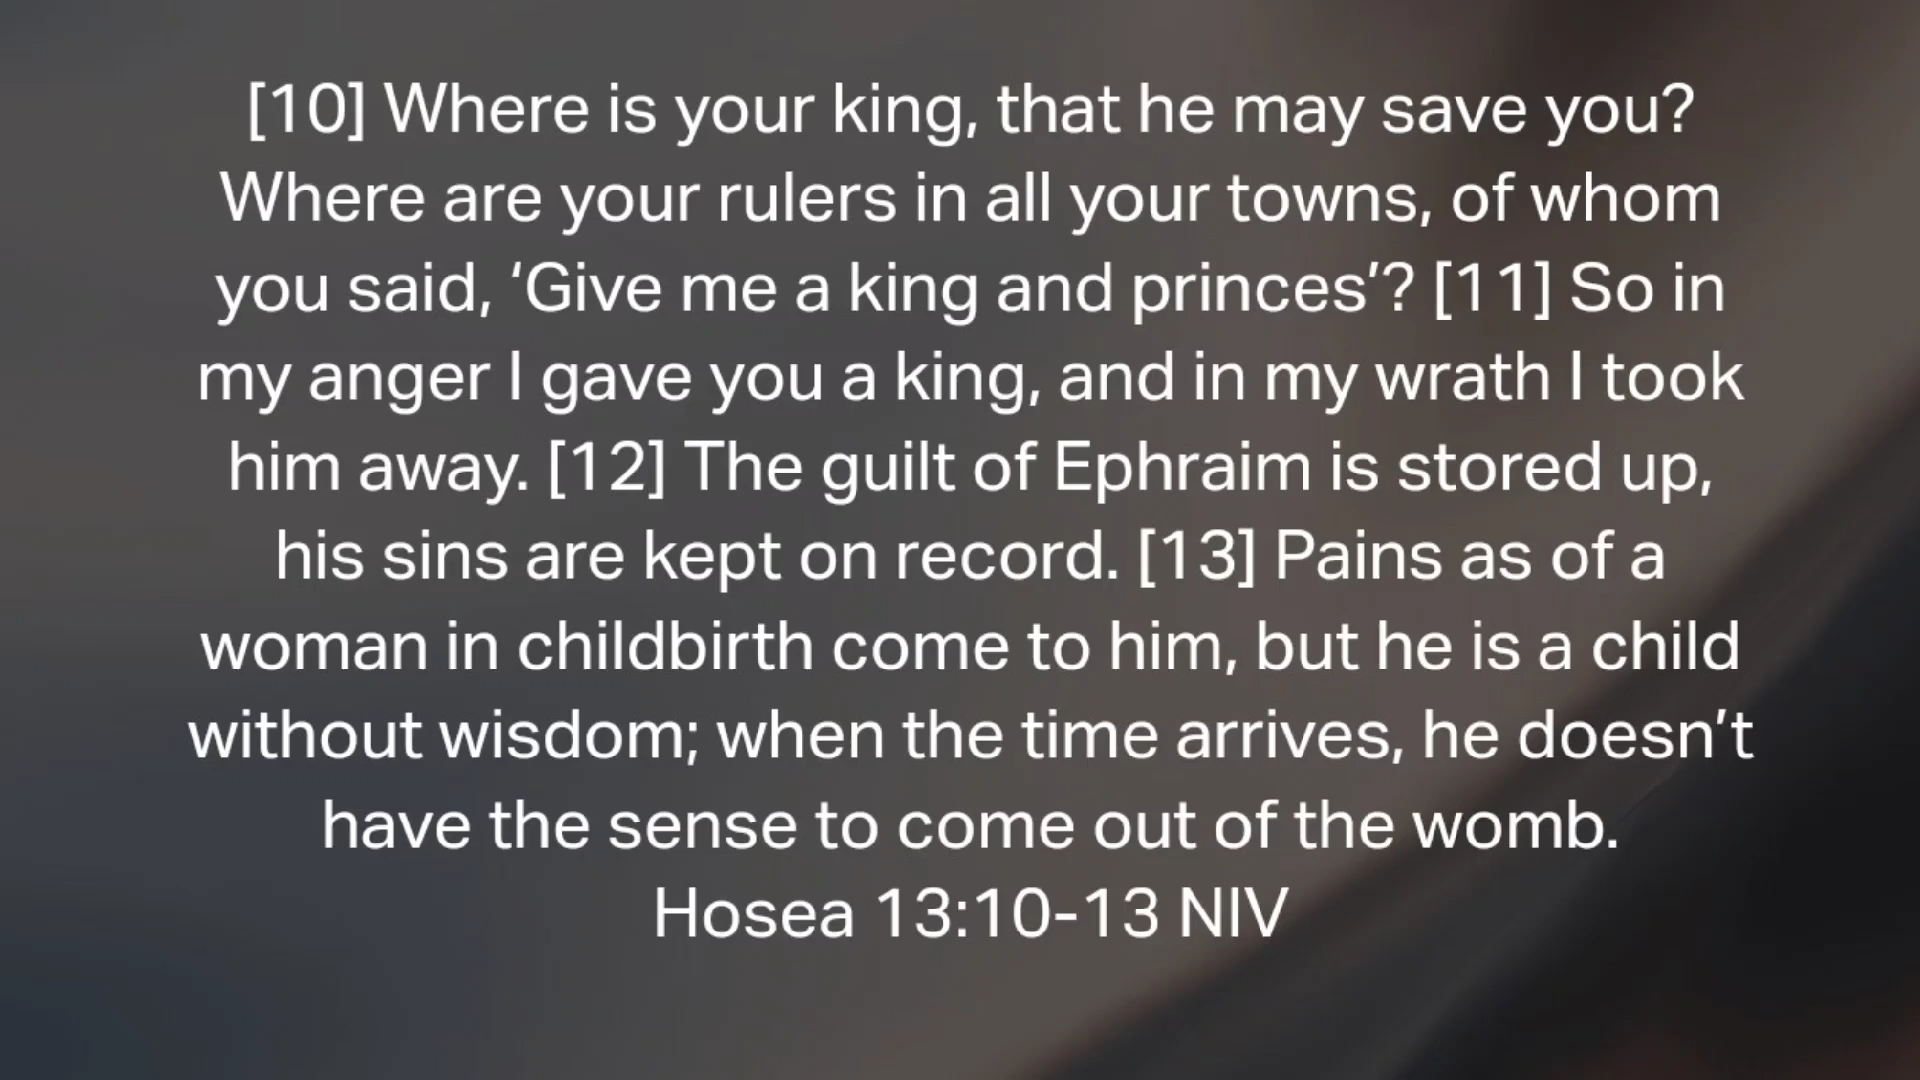 [10] Where is your king, that he may save you?
Where are your rulers in all your towns, of whom
you said, ‘Give me a king and princes’? [11] So in
my anger I gave you a king, and in my wrath I took
him away. [12] The guilt of Ephraim is stored up,
his sins are kept on record. [13] Pains as of a
woman in childbirth come to him, but he is a child
without wisdom; when the time arrives, he doesn’t
have the sense to come out of the womb.
Hosea 13:10-13 NIV